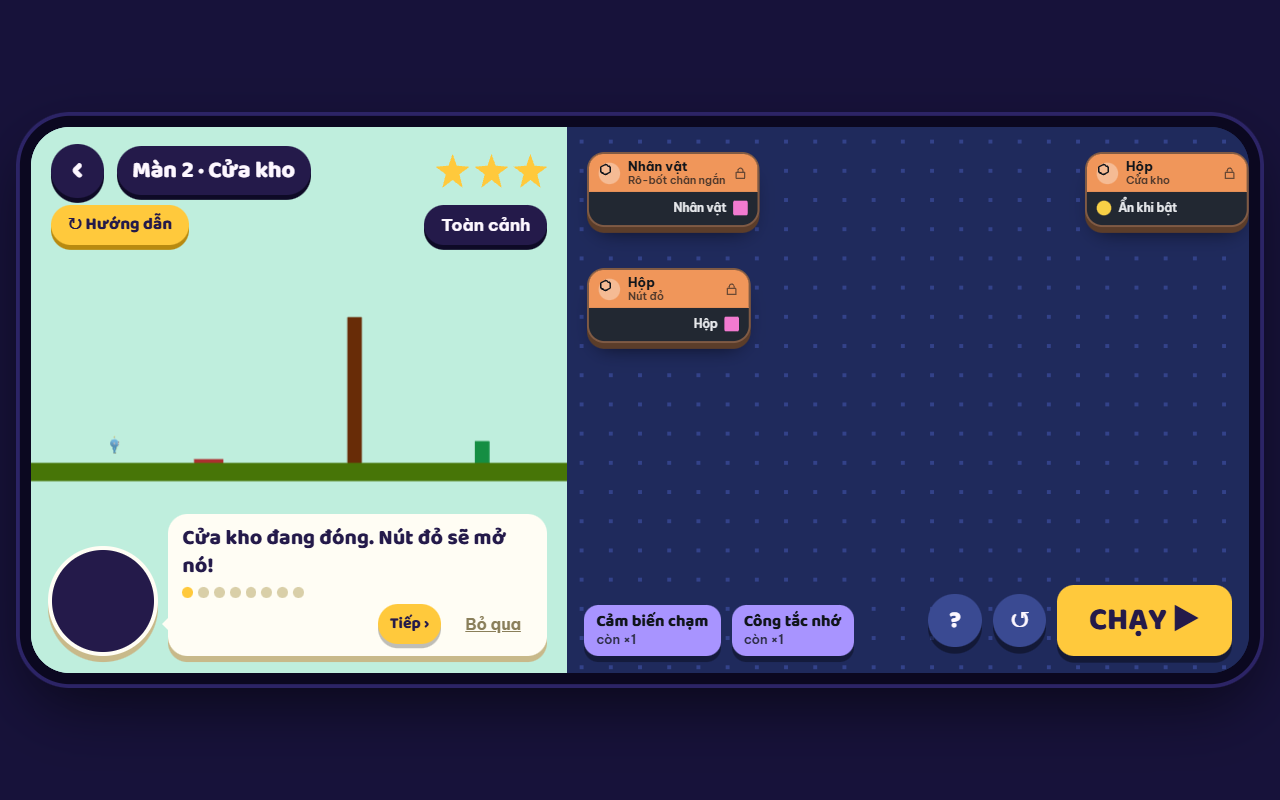 Màn 2 · Cửa kho
↻ Hướng dẫn
Toàn cảnh
Cửa kho đang đóng. Nút đỏ sẽ mở
nó!
Tiếp ›
Bỏ qua
Nhân vật
Rô-bốt chân ngắn
Nhân vật
Hộp
Cửa kho
Ẩn khi bật
Hộp
Nút đỏ
Hộp
Cảm biến chạm
còn ×1
Công tắc nhớ
còn ×1
?
↺
CHẠY ▶